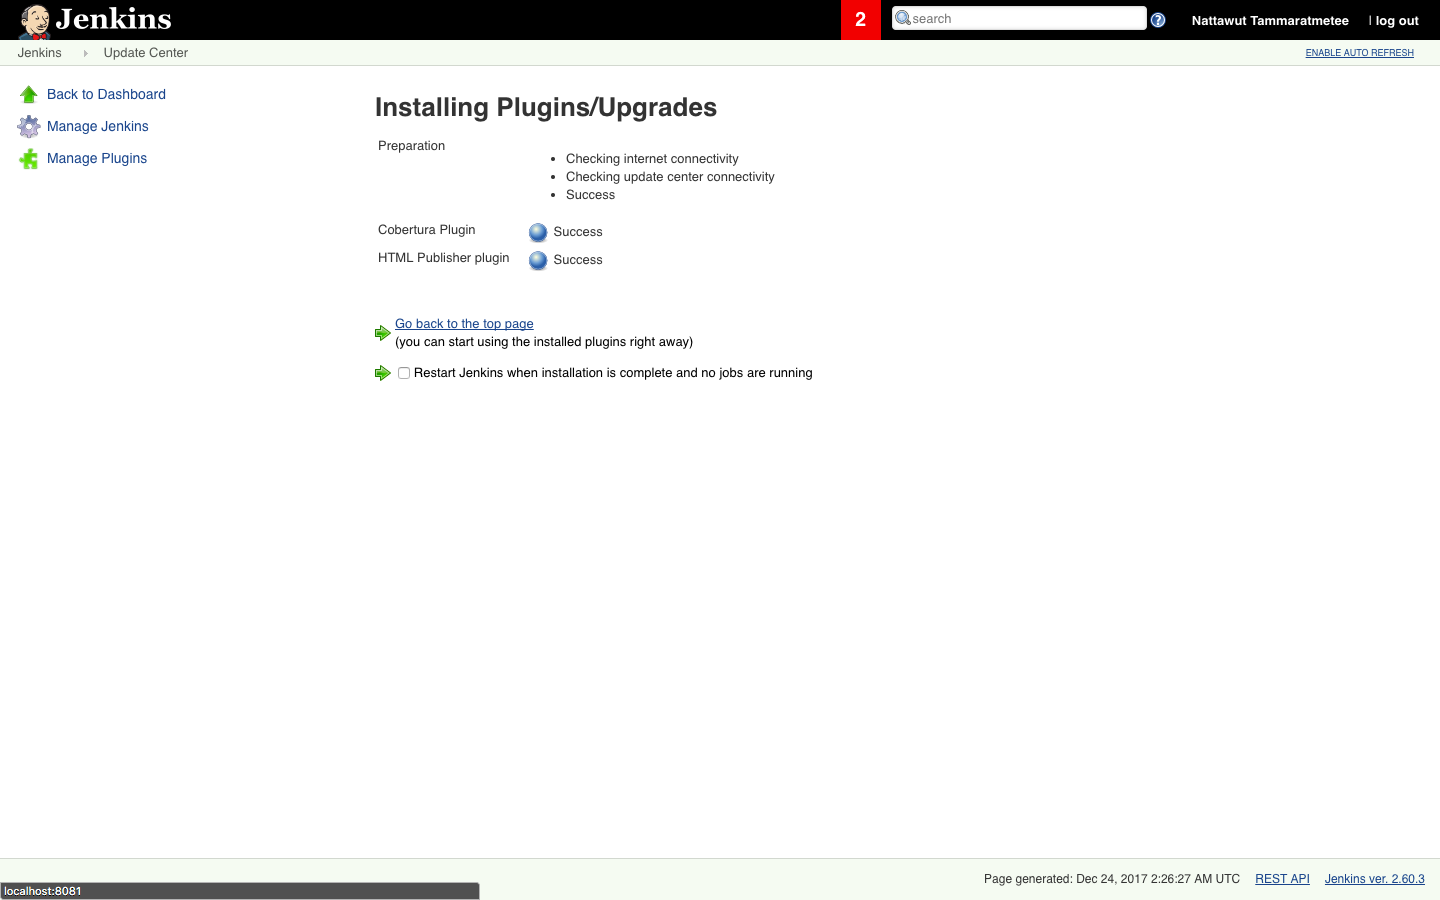 Jenkins
2
search
Nattawut Tammaratmetee
| log out
Jenkins
Update Center
ENABLE AUTO REFRESH
Back to Dashboard
Manage Jenkins
Manage Plugins
Installing Plugins/Upgrades
Preparation
• Checking internet connectivity
• Checking update center connectivity
• Success
Cobertura Plugin Success
HTML Publisher plugin Success
Go back to the top page
(you can start using the installed plugins right away)
Restart Jenkins when installation is complete and no jobs are running
Page generated: Dec 24, 2017 2:26:27 AM UTC REST API Jenkins ver. 2.60.3
localhost:8081